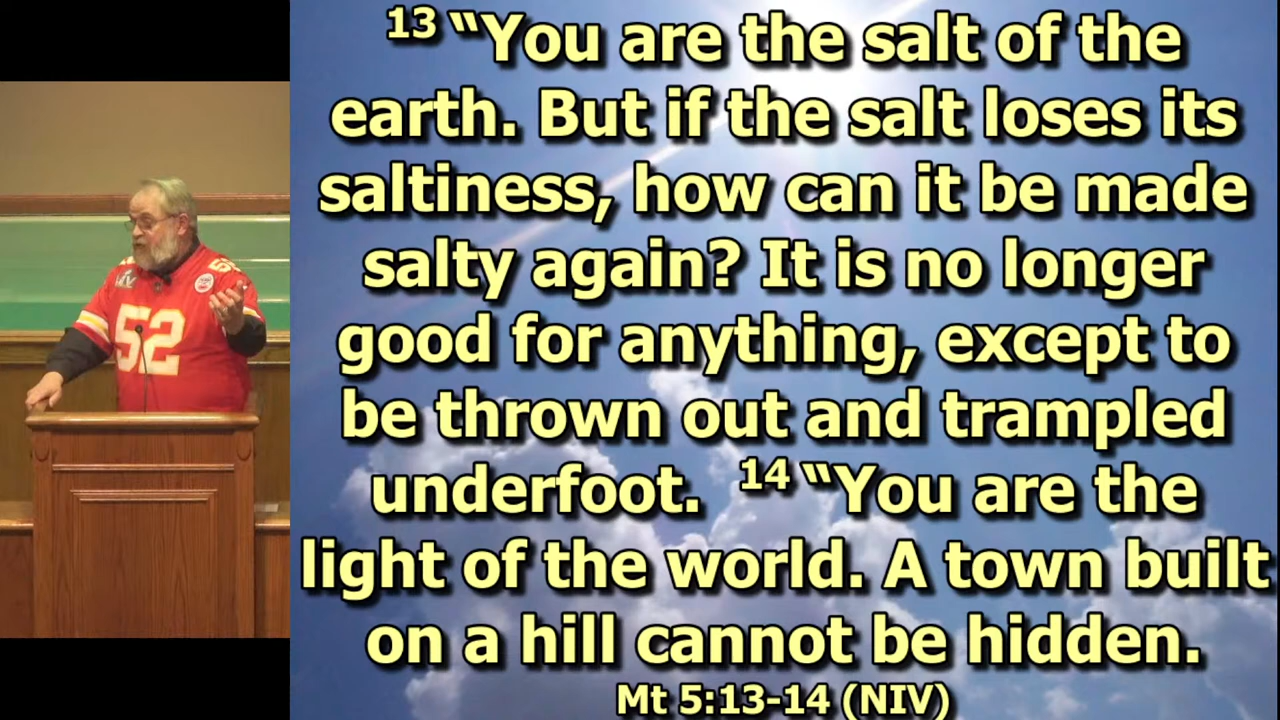 13 “You are the salt of the
earth. But if the salt loses its
saltiness, how can it be made
salty again? It is no longer
good for anything, except to
be thrown out and trampled
underfoot. 14 “You are the
light of the world. A town built
on a hill cannot be hidden.
Mt 5:13-14 (NIV)
LV
52